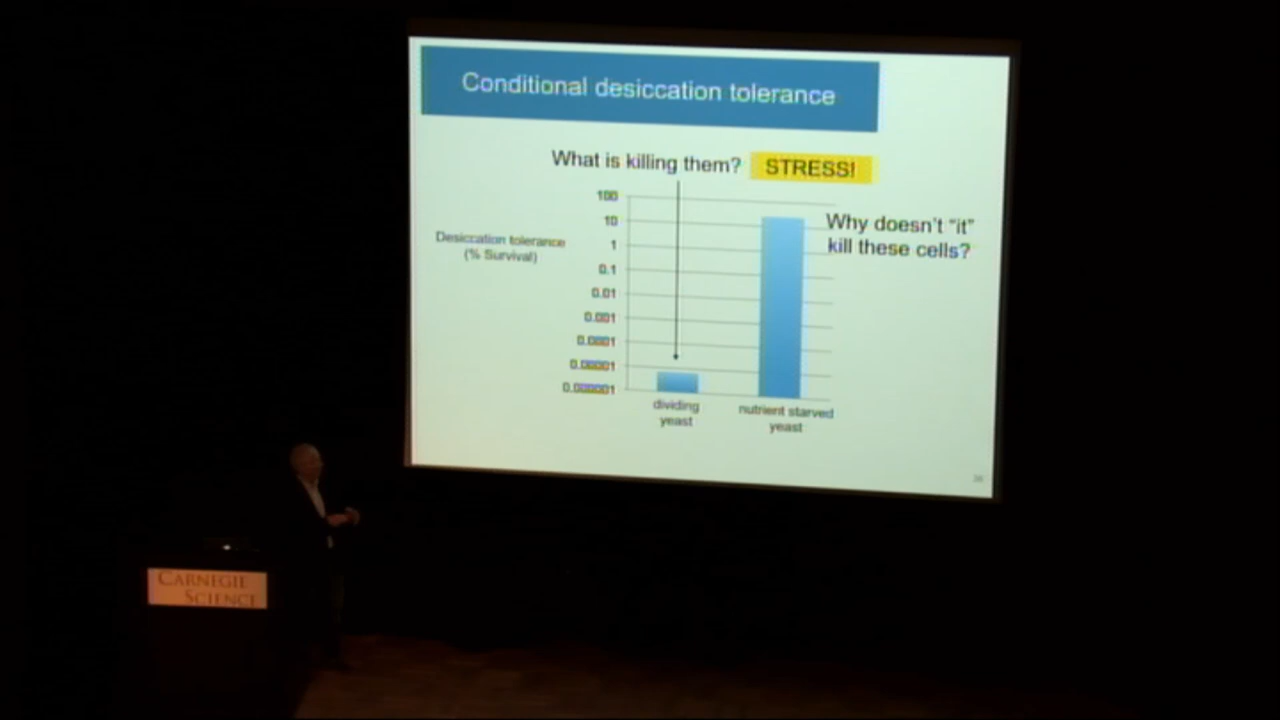 Conditional desiccation tolerance
What is killing them?
STRESS!
100
10
1
0.1
0.01
0.001
0.0001
0.00001
0.000001
Desiccation tolerance
(% Survival)
Why doesn't "it"
kill these cells?
dividing
yeast
nutrient starved
yeast
CARNEGIE
SCIENCE